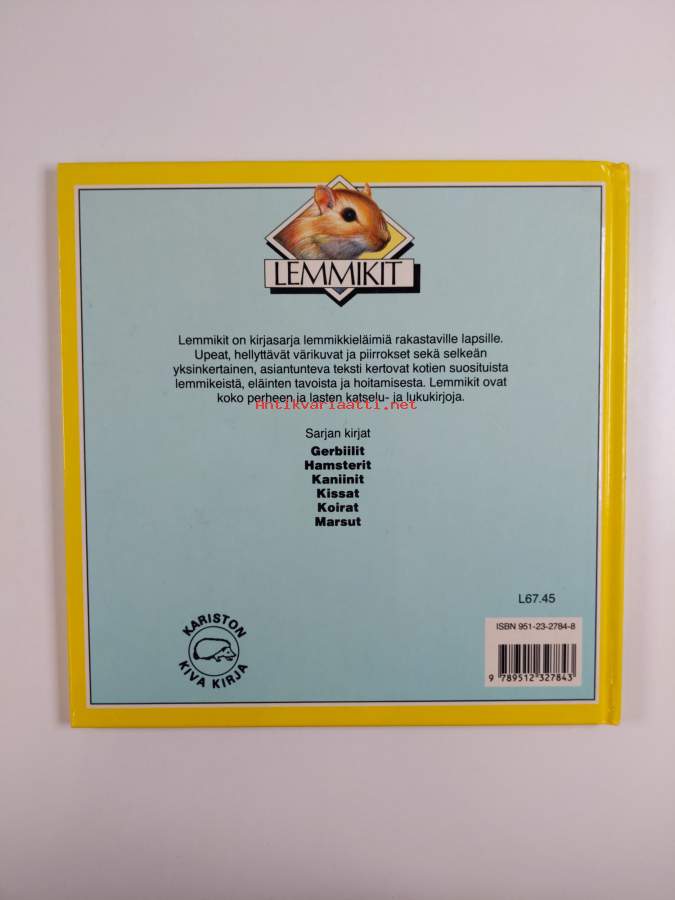 LEMMIKIT
Lemmikit on kirjasarja lemmikkieläimiä rakastaville lapsille.
Upeat, hellyttävät värikuvat ja piirrokset sekä selkeän
yksinkertainen, asiantunteva teksti kertovat kotien suosituista
lemmikeistä, eläinten tavoista ja hoitamisesta. Lemmikit ovat
koko perheen ja lasten katselu- ja lukukirjoja.
Antikvariaatti.net
Sarjan kirjat
Gerbiilit
Hamsterit
Kaniinit
Kissat
Koirat
Marsut
L67.45
ISBN 951-23-2784-8
9 789512 327843
KARISTON
KIVA KIRJA